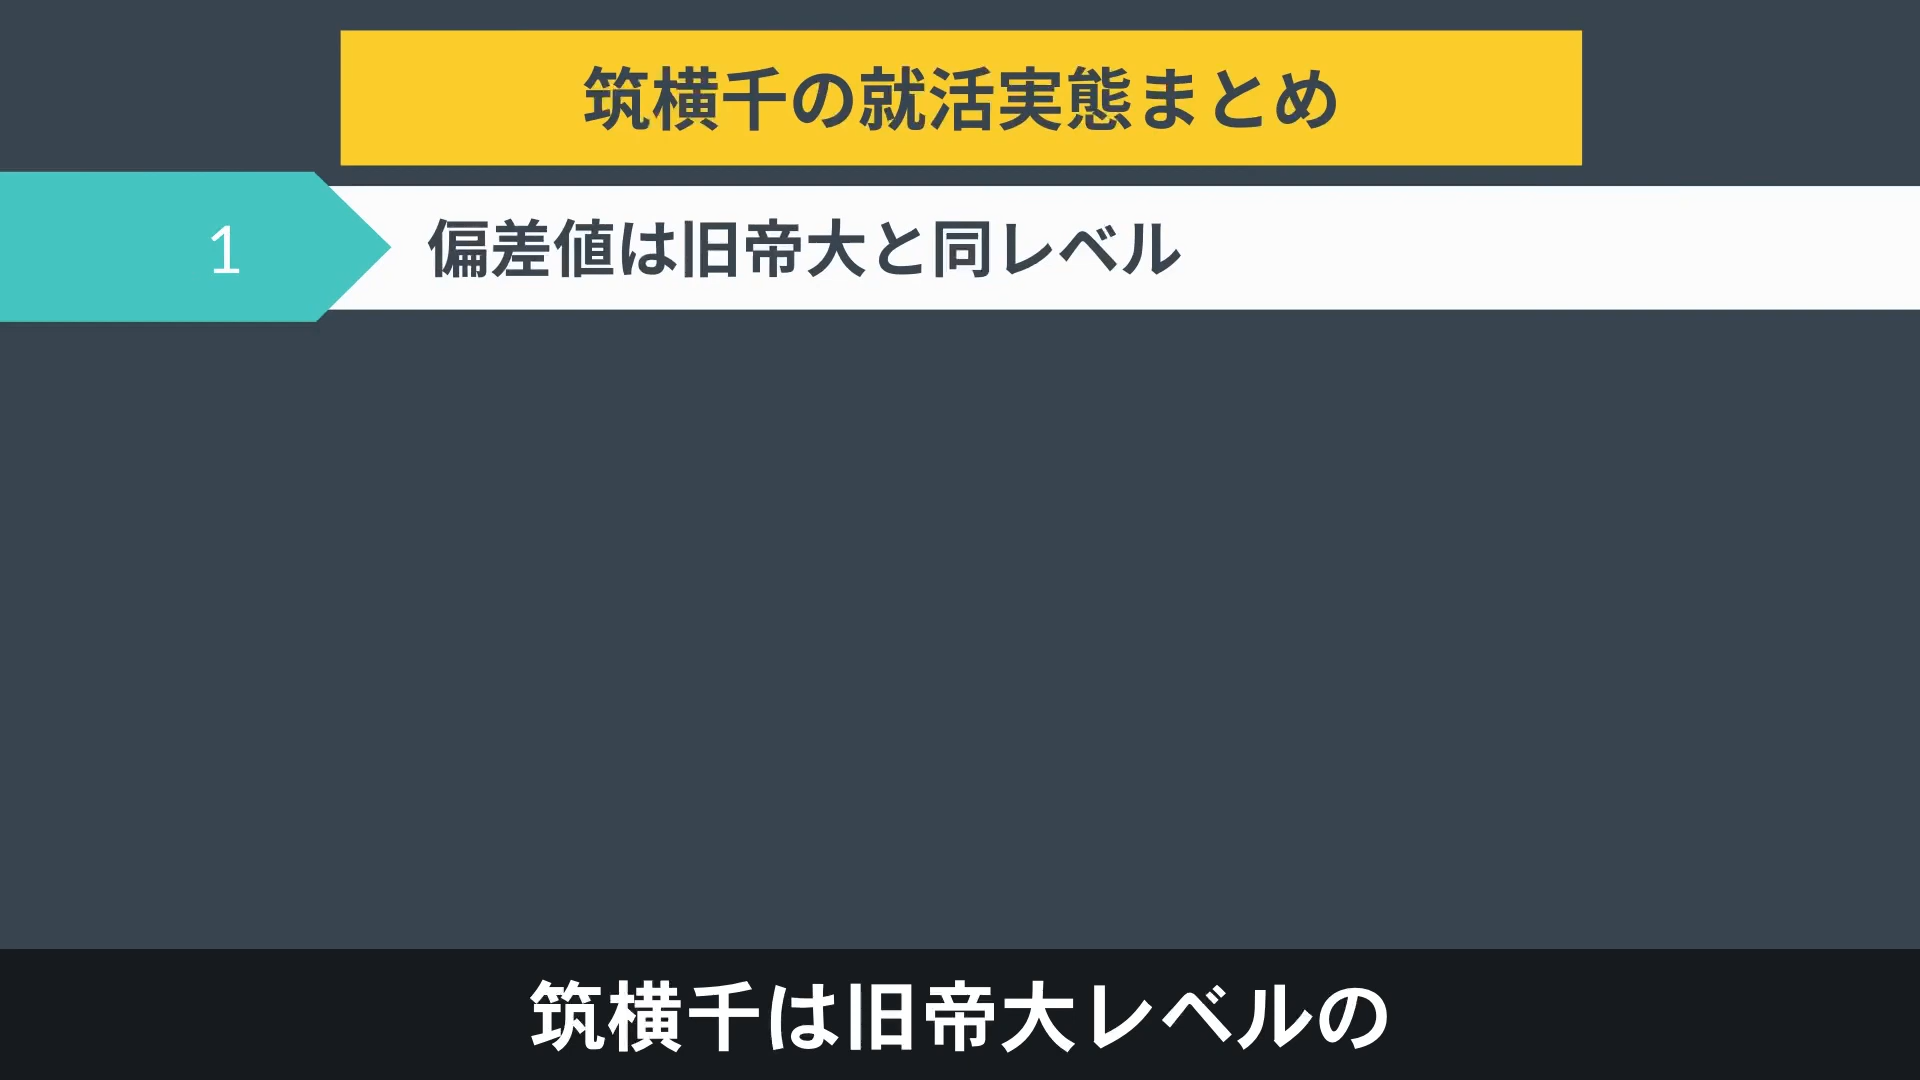 筑横千の就活実態まとめ
1
偏差値は旧帝大と同レベル
筑横千は旧帝大レベルの